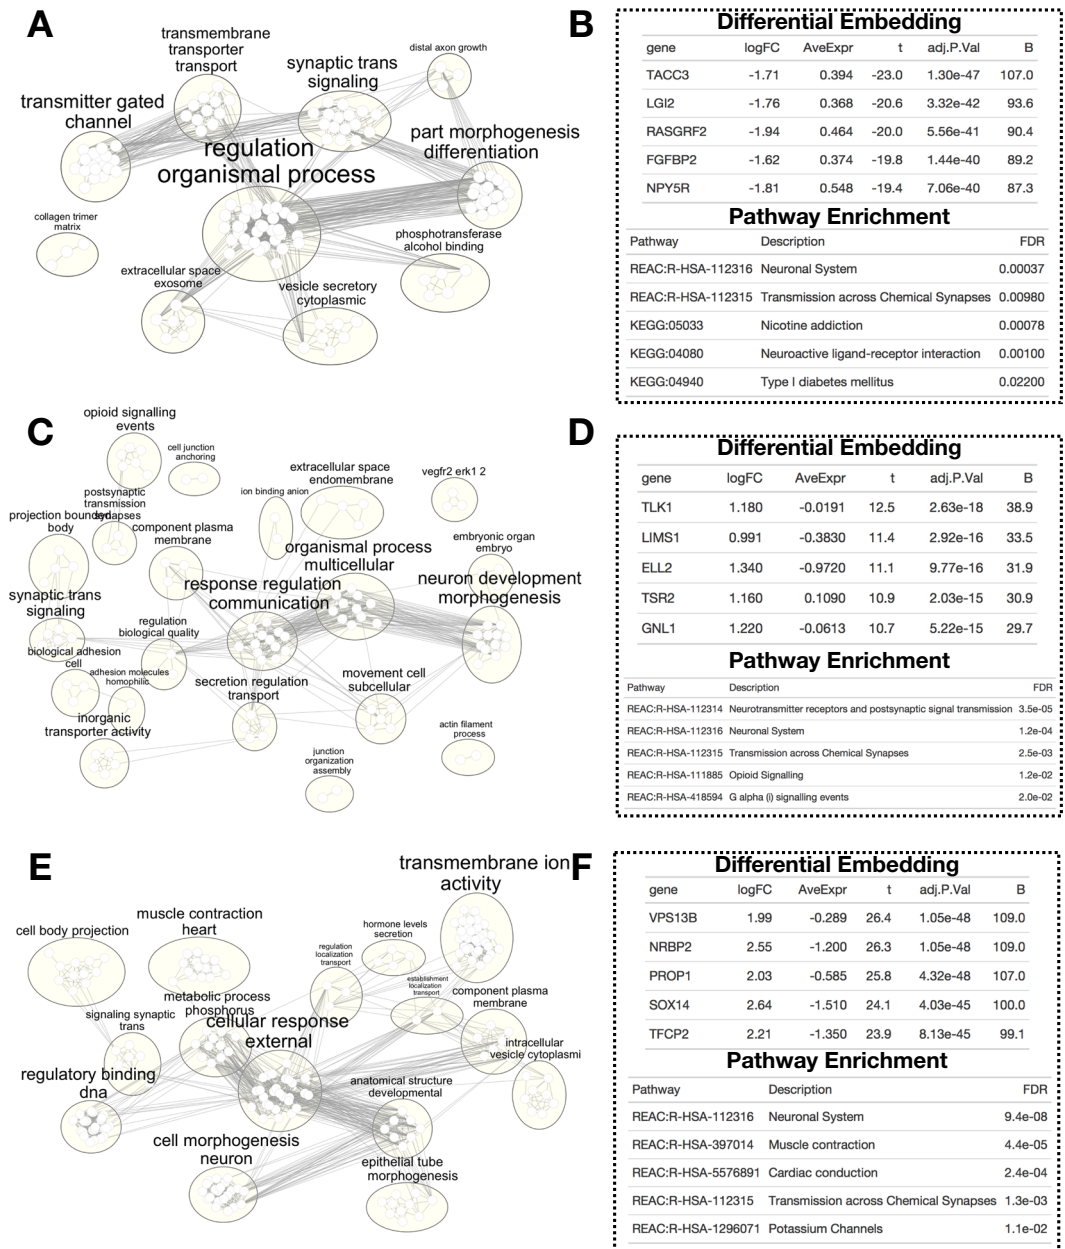 A
transmembrane
transporter
transport
synaptic trans
signaling
distal axon growth
transmitter gated
channel
regulation
organismal process
part morphogenesis
differentiation
collagen trimer
matrix
phosphotransferase
alcohol binding
extracellular space
exosome
vesicle secretory
cytoplasmic
B
Differential Embedding
gene logFC AveExpr t adj.P.Val B
TACC3 -1.71 0.394 -23.0 1.30e-47 107.0
LGI2 -1.76 0.368 -20.6 3.32e-42 93.6
RASGRF2 -1.94 0.464 -20.0 5.56e-41 90.4
FGFBP2 -1.62 0.374 -19.8 1.44e-40 89.2
NPY5R -1.81 0.548 -19.4 7.06e-40 87.3
Pathway Enrichment
Pathway Description FDR
REAC:R-HSA-112316 Neuronal System 0.00037
REAC:R-HSA-112315 Transmission across Chemical Synapses 0.00980
KEGG:05033 Nicotine addiction 0.00078
KEGG:04080 Neuroactive ligand-receptor interaction 0.00100
KEGG:04940 Type I diabetes mellitus 0.02200
C
opioid signalling
events
cell junction
anchoring
extracellular space
endomembrane
vegfr2 erk1 2
ion binding anion
postsynaptic
transmission
synapses
projection bounded
body
component plasma
membrane
organismal process
multicellular
embryonic organ
embryo
response regulation
communication
neuron development
morphogenesis
synaptic trans
signaling
regulation
biological quality
biological adhesion
cell
adhesion molecules
homophilic
secretion regulation
transport
movement cell
subcellular
inorganic
transporter activity
actin filament
process
junction
organization
assembly
D
Differential Embedding
gene logFC AveExpr t adj.P.Val B
TLK1 1.180 -0.0191 12.5 2.63e-18 38.9
LIMS1 0.991 -0.3830 11.4 2.92e-16 33.5
ELL2 1.340 -0.9720 11.1 9.77e-16 31.9
TSR2 1.160 0.1090 10.9 2.03e-15 30.9
GNL1 1.220 -0.0613 10.7 5.22e-15 29.7
Pathway Enrichment
Pathway Description FDR
REAC:R-HSA-112314 Neurotransmitter receptors and postsynaptic signal transmission 3.5e-05
REAC:R-HSA-112316 Neuronal System 1.2e-04
REAC:R-HSA-112315 Transmission across Chemical Synapses 2.5e-03
REAC:R-HSA-111885 Opioid Signalling 1.2e-02
REAC:R-HSA-418594 G alpha (i) signalling events 2.0e-02
E
transmembrane ion
activity
muscle contraction
heart
cell body projection
hormone levels
secretion
regulation
localization
transport
establishment
localization
transport
component plasma
membrane
metabolic process
phosphorus
signaling synaptic
trans
cellular response
external
intracellular
vesicle cytoplasmi
regulatory binding
dna
anatomical structure
developmental
cell morphogenesis
neuron
epithelial tube
morphogenesis
F
Differential Embedding
gene logFC AveExpr t adj.P.Val B
VPS13B 1.99 -0.289 26.4 1.05e-48 109.0
NRBP2 2.55 -1.200 26.3 1.05e-48 109.0
PROP1 2.03 -0.585 25.8 4.32e-48 107.0
SOX14 2.64 -1.510 24.1 4.03e-45 100.0
TFCP2 2.21 -1.350 23.9 8.13e-45 99.1
Pathway Enrichment
Pathway Description FDR
REAC:R-HSA-112316 Neuronal System 9.4e-08
REAC:R-HSA-397014 Muscle contraction 4.4e-05
REAC:R-HSA-5576891 Cardiac conduction 2.4e-04
REAC:R-HSA-112315 Transmission across Chemical Synapses 1.3e-03
REAC:R-HSA-1296071 Potassium Channels 1.1e-02